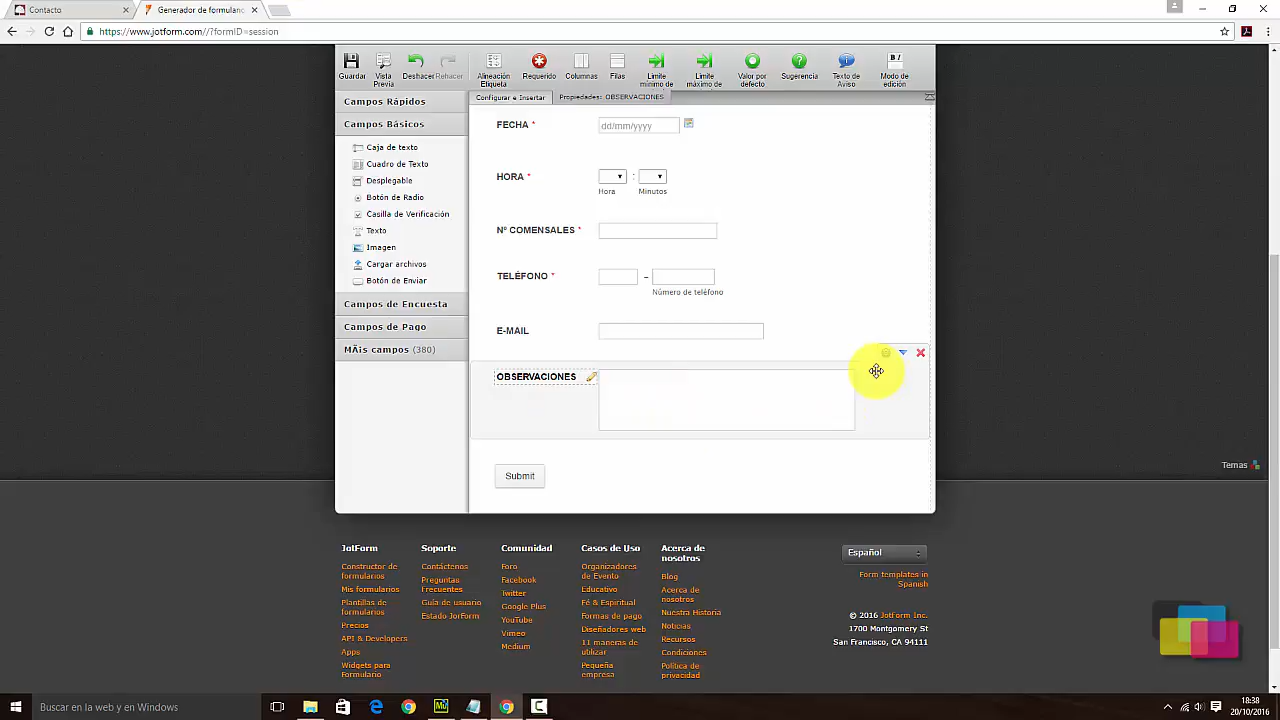 Contacto
Generador de formulario
https://www.jotform.com//?formID=session
Guardar
Vista Previa
Deshacer
Rehacer
Alineación Etiqueta
Requerido
Columnas
Filas
Limite mínimo de
Limite máximo de
Valor por defecto
Sugerencia
Texto de Aviso
Modo de edición
Configurar e Insertar
Propiedades: OBSERVACIONES
Campos Rápidos
Campos Básicos
Caja de texto
Cuadro de Texto
Desplegable
Botón de Radio
Casilla de Verificación
Texto
Imagen
Cargar archivos
Botón de Enviar
Campos de Encuesta
Campos de Pago
MÃis campos (380)
FECHA *
dd/mm/yyyy
HORA *
:
Hora
Minutos
Nº COMENSALES *
TELÉFONO *
–
Número de teléfono
E-MAIL
OBSERVACIONES
Submit
Temas
JotForm
Constructor de
formularios
Mis formularios
Plantillas de
formularios
Precios
API & Developers
Apps
Widgets para
Formulario
Soporte
Contáctenos
Preguntas
Frecuentes
Guía de usuario
Estado JotForm
Comunidad
Foro
Facebook
Twitter
Google Plus
YouTube
Vimeo
Medium
Casos de Uso
Organizadores
de Evento
Educativo
Fé & Espiritual
Formas de pago
Diseñadores web
11 maneras de
utilizar
Pequeña
empresa
Acerca de
nosotros
Blog
Acerca de
nosotros
Nuestra Historia
Noticias
Recursos
Condiciones
Política de
privacidad
Español
Form templates in
Spanish
© 2016 JotForm Inc.
1700 Montgomery St
San Francisco, CA 94111
Buscar en la web y en Windows
18:38
20/10/2016